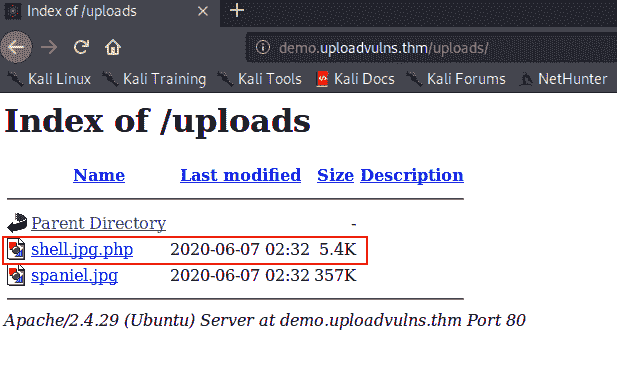 Index of /uploads
demo.uploadvulns.thm/uploads/
Kali Linux Kali Training Kali Tools Kali Docs Kali Forums NetHunter
Index of /uploads
Name Last modified Size Description
Parent Directory -
shell.jpg.php 2020-06-07 02:32 5.4K
spaniel.jpg 2020-06-07 02:32 357K
Apache/2.4.29 (Ubuntu) Server at demo.uploadvulns.thm Port 80